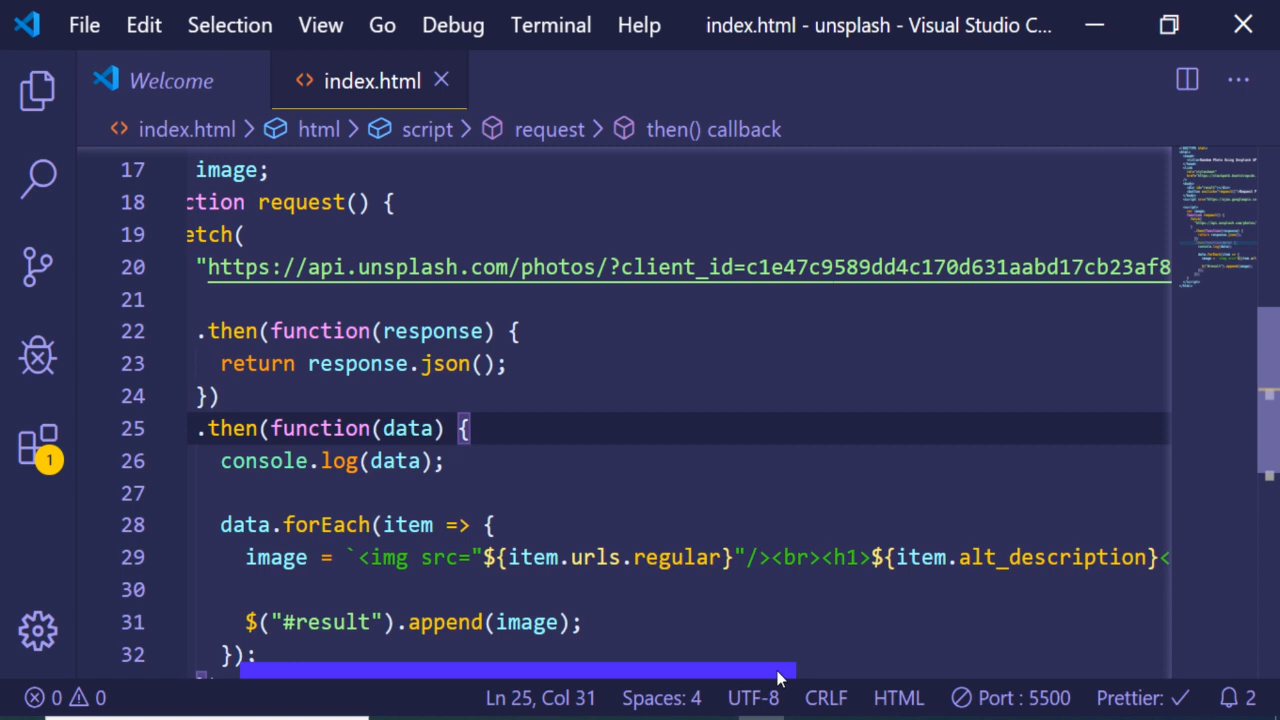 File Edit Selection View Go Debug Terminal Help index.html - unsplash - Visual Studio C...
Welcome index.html
index.html html script request then() callback
17 image;
18 ction request() {
19 etch(
20 "https://api.unsplash.com/photos/?client_id=c1e47c9589dd4c170d631aabd17cb23af8
21
22 .then(function(response) {
23 return response.json();
24 })
25 .then(function(data) {
26 console.log(data);
27
28 data.forEach(item => {
29 image = `<img src="${item.urls.regular}"/><br><h1>${item.alt_description}<
30
31 $("#result").append(image);
32 });
1
0 0 Ln 25, Col 31 Spaces: 4 UTF-8 CRLF HTML Port : 5500 Prettier: ✓ 2